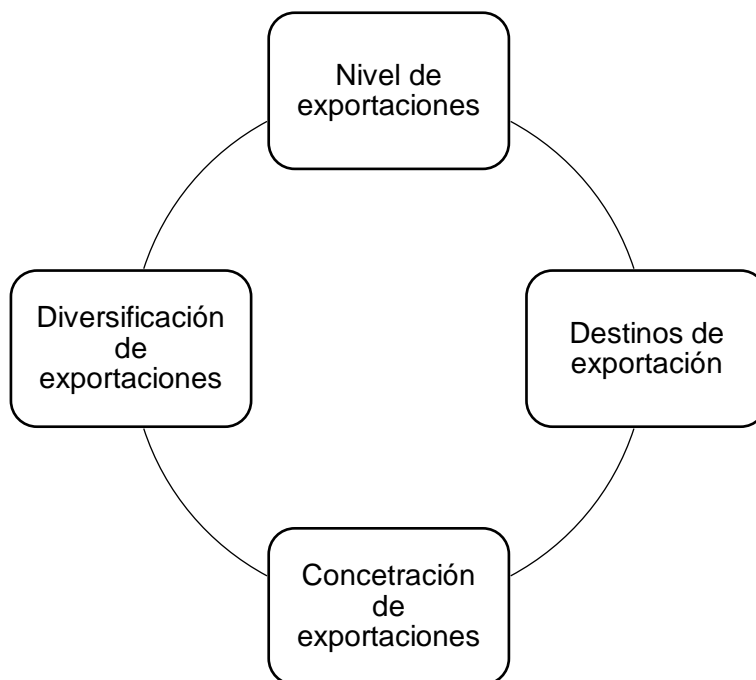 Nivel de
exportaciones
Diversificación
de
exportaciones
Destinos de
exportación
Concetración
de
exportaciones